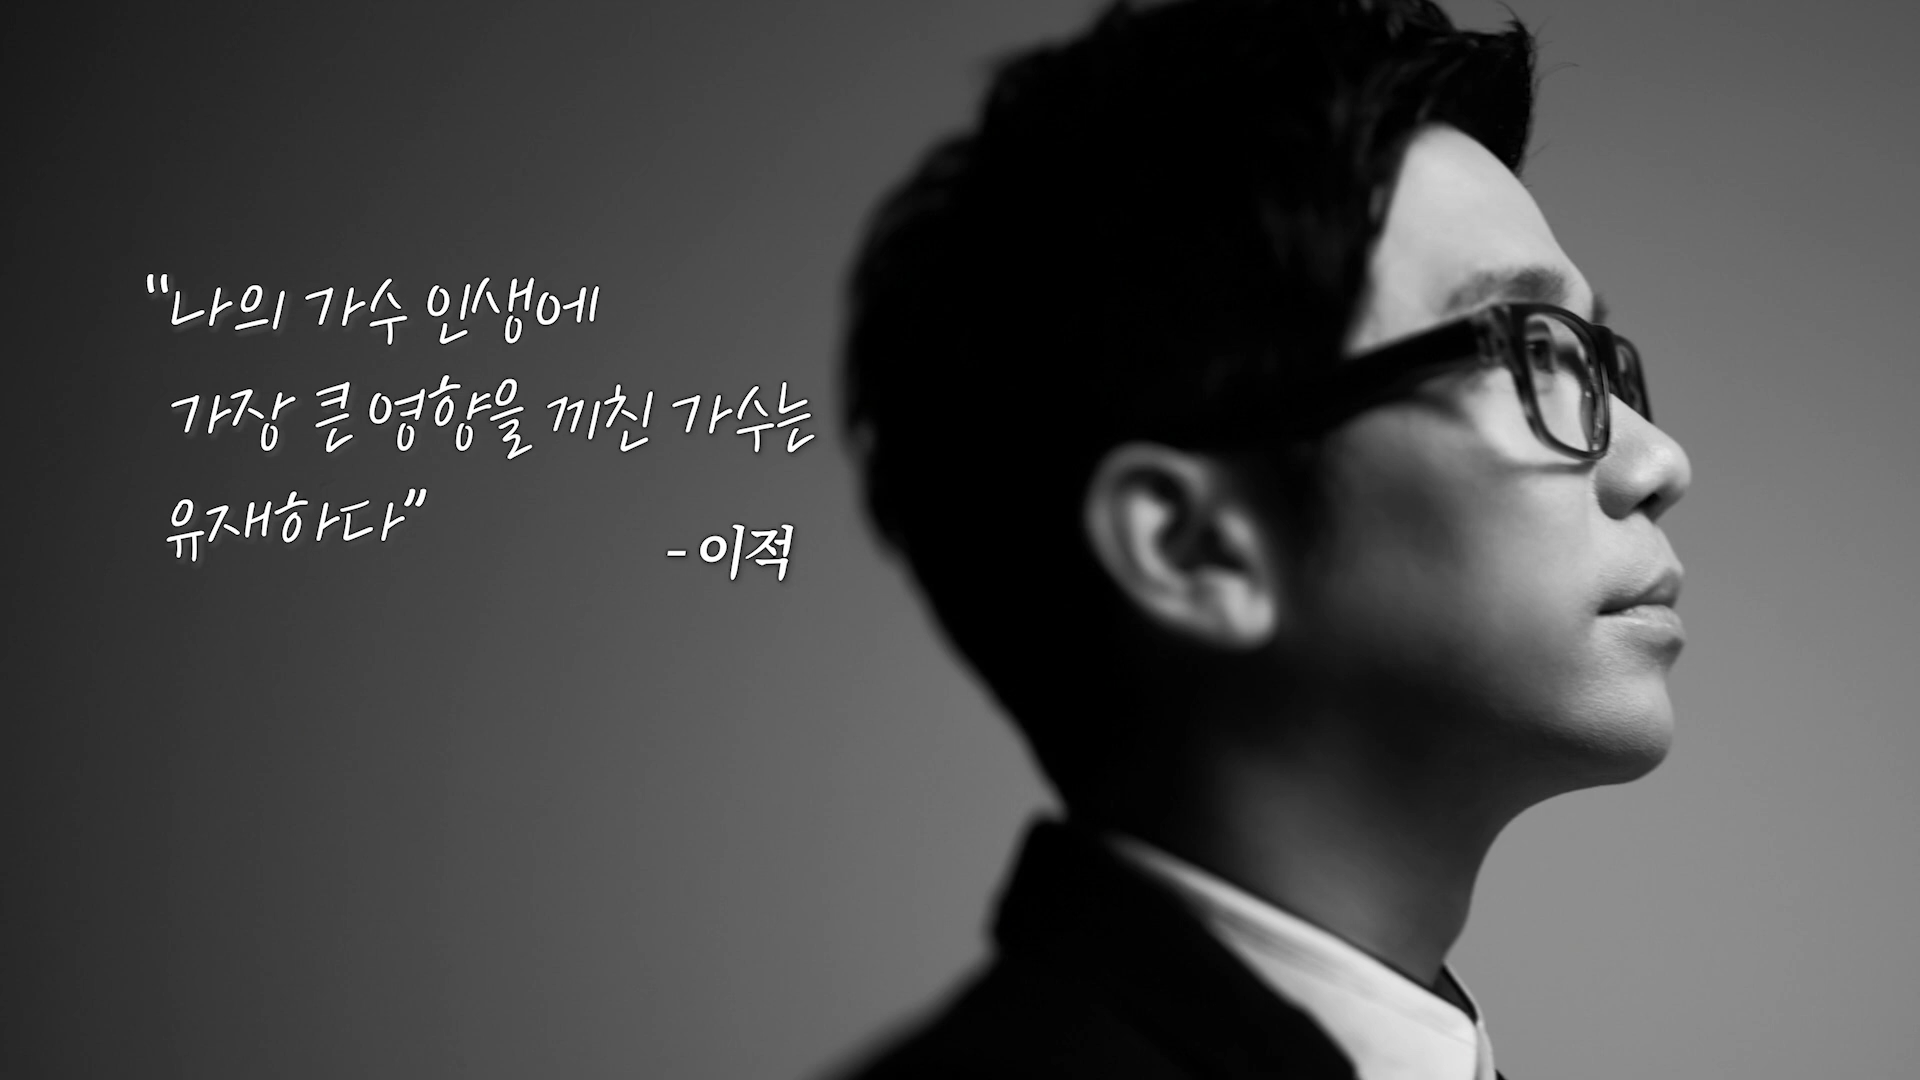 “나의 가수 인생에
가장 큰 영향을 끼친 가수는
유재하다”
- 이적